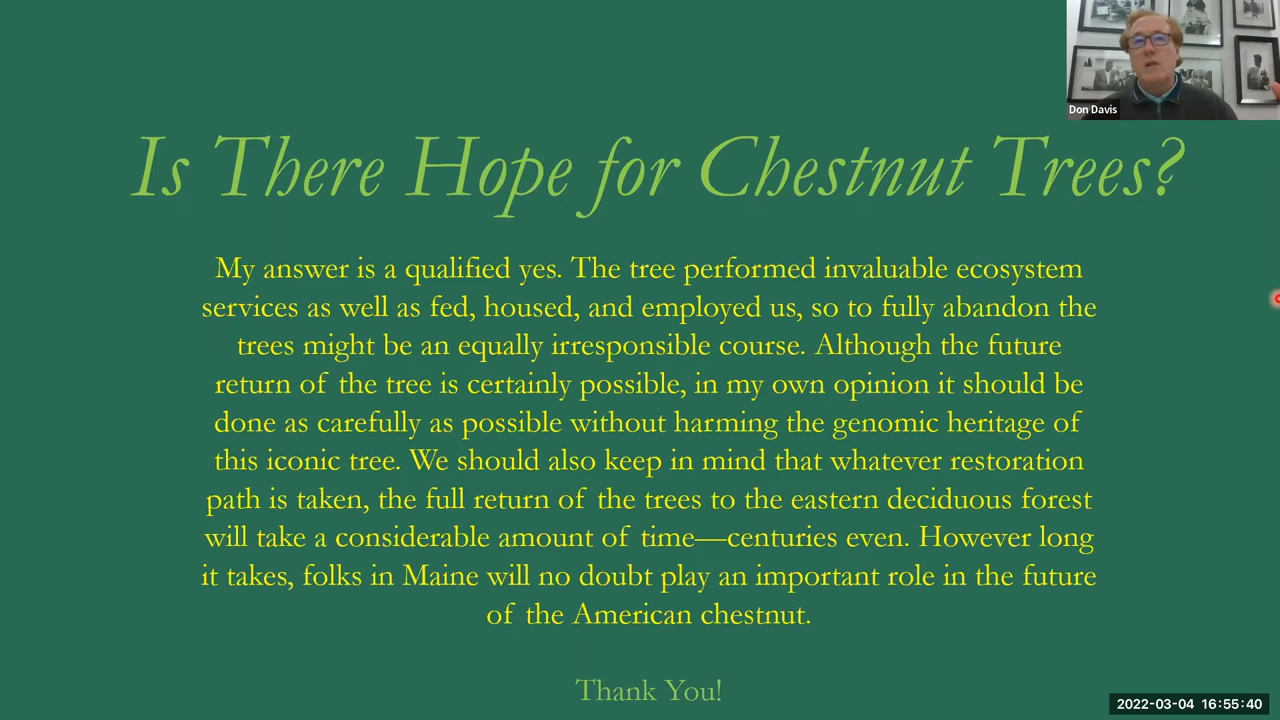 Don Davis
Is There Hope for Chestnut Trees?
My answer is a qualified yes. The tree performed invaluable ecosystem
services as well as fed, housed, and employed us, so to fully abandon the
trees might be an equally irresponsible course. Although the future
return of the tree is certainly possible, in my own opinion it should be
done as carefully as possible without harming the genomic heritage of
this iconic tree. We should also keep in mind that whatever restoration
path is taken, the full return of the trees to the eastern deciduous forest
will take a considerable amount of time—centuries even. However long
it takes, folks in Maine will no doubt play an important role in the future
of the American chestnut.
Thank You!
2022-03-04 16:55:40